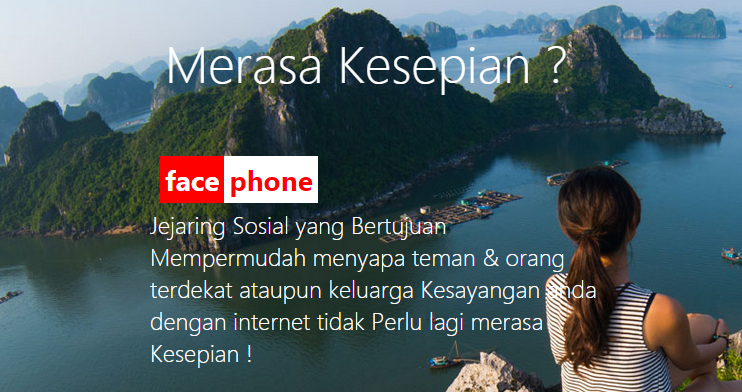 Merasa Kesepian ?
face phone
Jejaring Sosial yang Bertujuan
Mempermudah menyapa teman & orang
terdekat ataupun keluarga Kesayangan anda
dengan internet tidak Perlu lagi merasa
Kesepian !